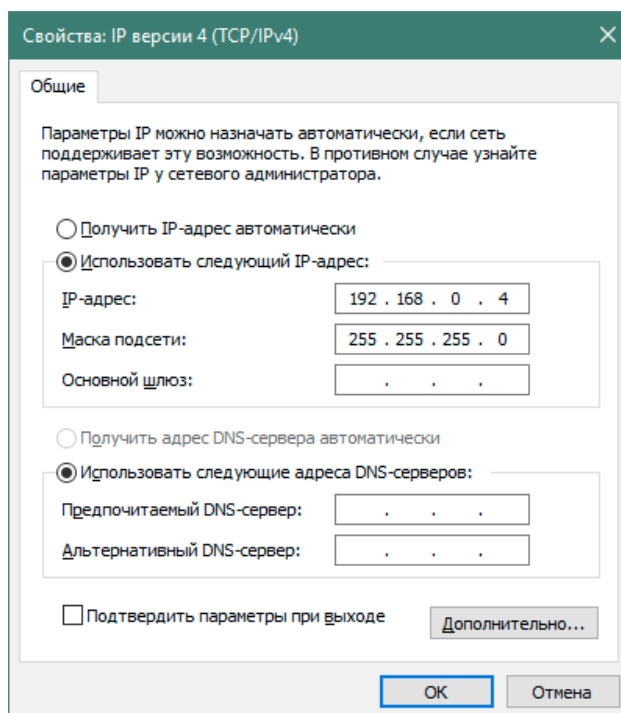 Свойства: IP версии 4 (TCP/IPv4)
Общие
Параметры IP можно назначать автоматически, если сеть
поддерживает эту возможность. В противном случае узнайте
параметры IP у сетевого администратора.
Получить IP-адрес автоматически
Использовать следующий IP-адрес:
IP-адрес: 192 . 168 . 0 . 4
Маска подсети: 255 . 255 . 255 . 0
Основной шлюз: . . .
Получить адрес DNS-сервера автоматически
Использовать следующие адреса DNS-серверов:
Предпочитаемый DNS-сервер: . . .
Альтернативный DNS-сервер: . . .
Подтвердить параметры при выходе
Дополнительно...
OK Отмена